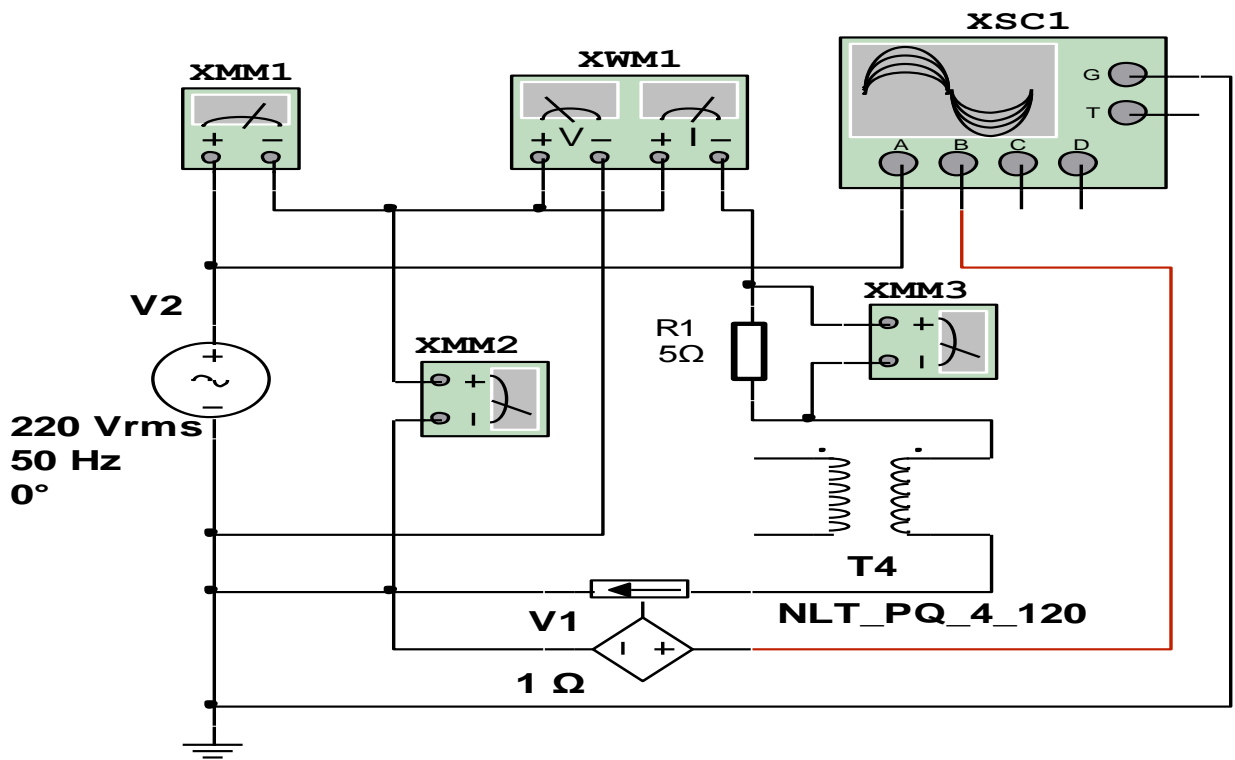 XSC1
XMM1
XWM1
G
T
A B C D
+ −
+ V − + I −
V2
XMM3
R1
5Ω
XMM2
+
−
+
−
+
−
220 Vrms
50 Hz
0°
T4
NLT_PQ_4_120
V1
− +
1 Ω